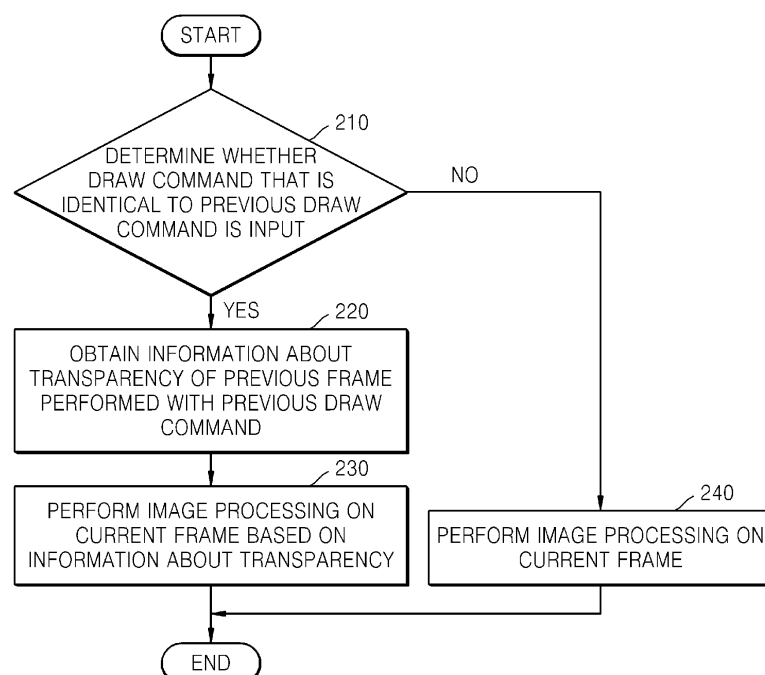 START
210
DETERMINE WHETHER
DRAW COMMAND THAT IS
IDENTICAL TO PREVIOUS DRAW
COMMAND IS INPUT
NO
YES
220
OBTAIN INFORMATION ABOUT
TRANSPARENCY OF PREVIOUS FRAME
PERFORMED WITH PREVIOUS DRAW
COMMAND
230
PERFORM IMAGE PROCESSING ON
CURRENT FRAME BASED ON
INFORMATION ABOUT TRANSPARENCY
240
PERFORM IMAGE PROCESSING ON
CURRENT FRAME
END